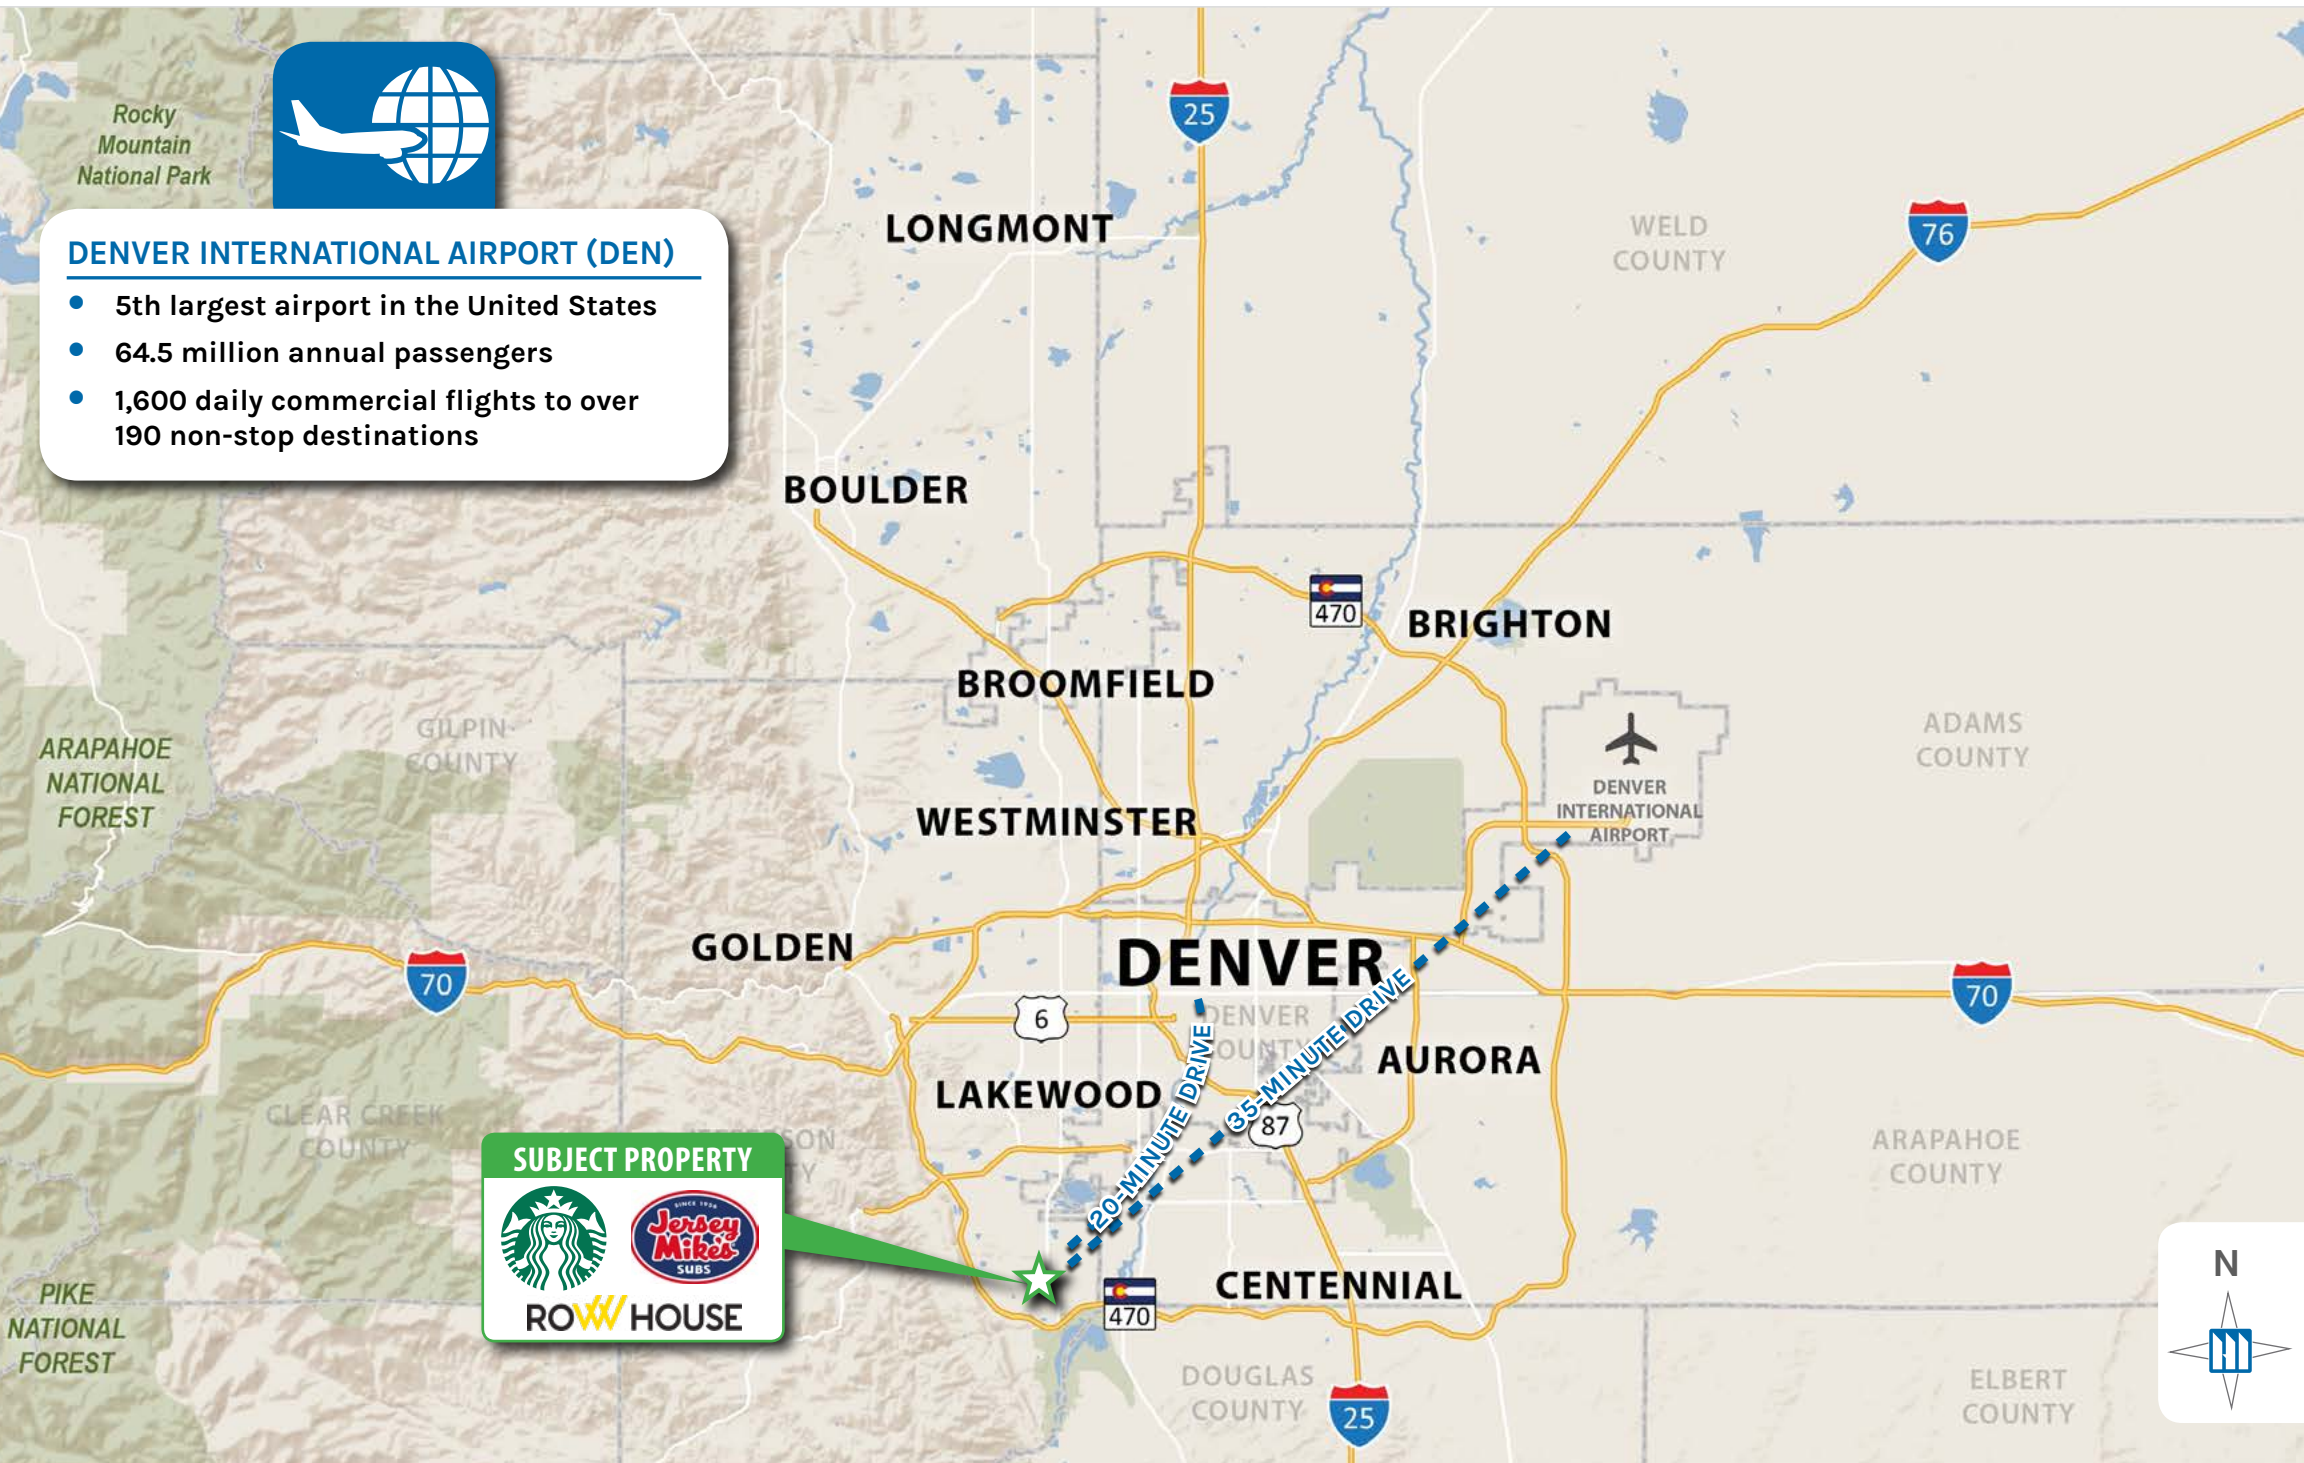 Rocky
Mountain
National Park
DENVER INTERNATIONAL AIRPORT (DEN)
• 5th largest airport in the United States
• 64.5 million annual passengers
• 1,600 daily commercial flights to over
190 non-stop destinations
25
LONGMONT
WELD
COUNTY
76
BOULDER
470
BRIGHTON
BROOMFIELD
GILPIN
COUNTY
ARAPAHOE
NATIONAL
FOREST
ADAMS
COUNTY
DENVER
INTERNATIONAL
AIRPORT
WESTMINSTER
GOLDEN
DENVER
70
70
6
DENVER
COUNTY
20-MINUTE DRIVE
35-MINUTE DRIVE
AURORA
LAKEWOOD
87
CLEAR CREEK
COUNTY
ARAPAHOE
COUNTY
SUBJECT PROPERTY
SINCE 1956
Jersey
Mike's
SUBS
ROW HOUSE
PIKE
NATIONAL
FOREST
470
CENTENNIAL
DOUGLAS
COUNTY
25
ELBERT
COUNTY
N